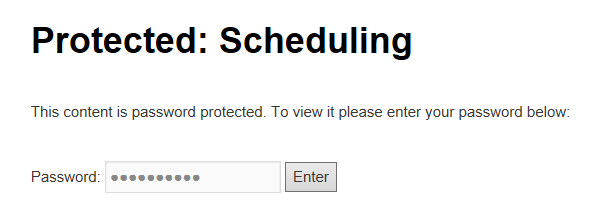 Protected: Scheduling
This content is password protected. To view it please enter your password below:
Password: ●●●●●●●●●● Enter